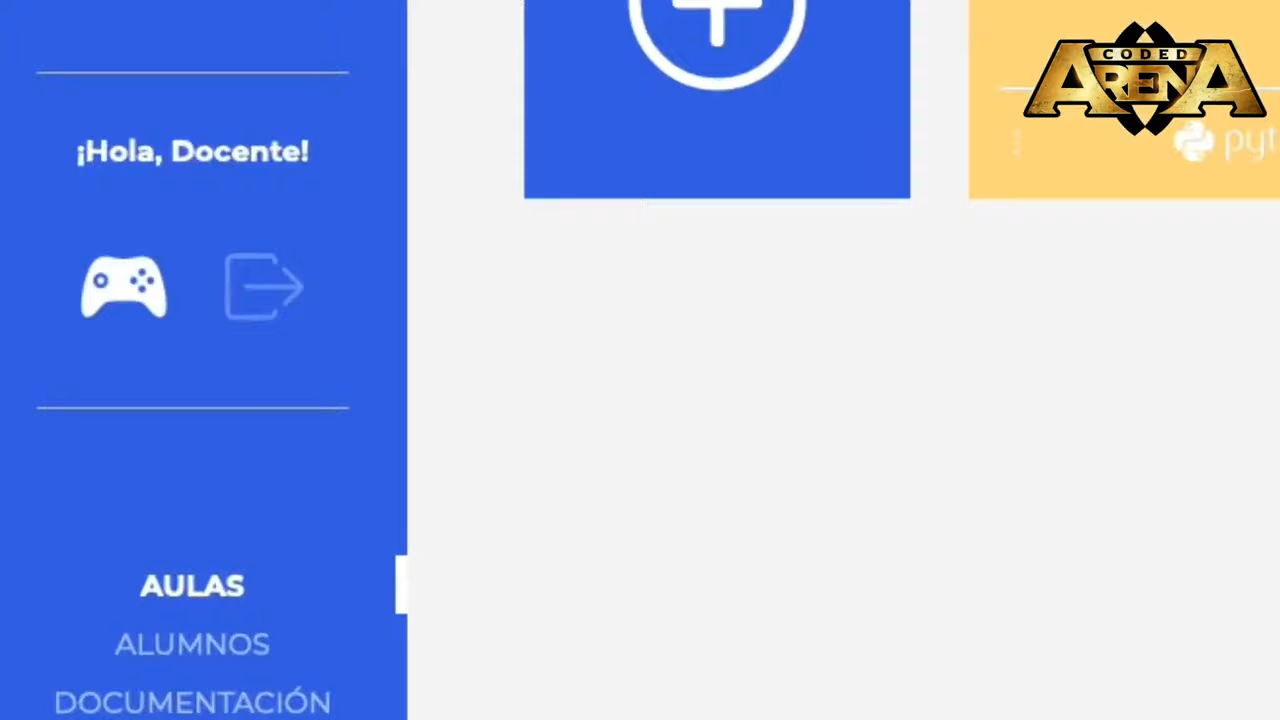 CODED
ARENA
¡Hola, Docente!
AULAS
ALUMNOS
DOCUMENTACIÓN